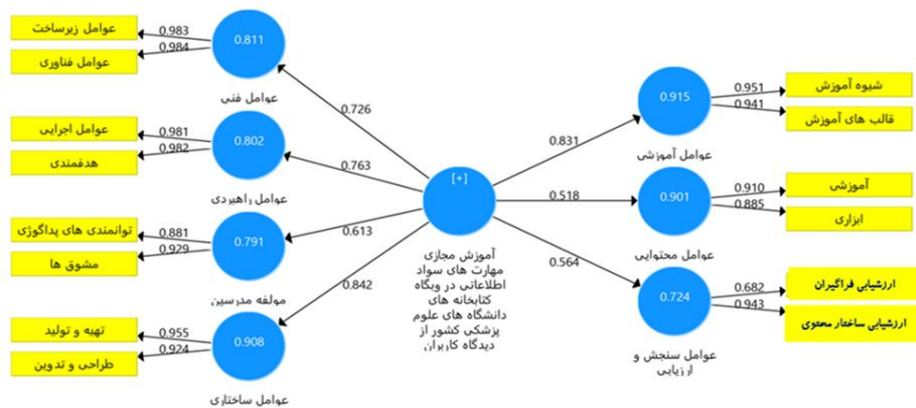 عوامل زیرساخت
0.983
0.984
عوامل فناوری
0.811
عوامل فنی
0.726
عوامل اجرایی
0.981
0.982
هدفمندی
0.802
عوامل راهبردی
0.763
توانمندی های پداگوژی
0.881
0.929
مشوق ها
0.791
مولفه مدرسین
0.613
تهیه و تولید
0.955
0.924
طراحی و تدوین
0.908
عوامل ساختاری
0.842
[+]
آموزش مجازی
مهارت های سواد
اطلاعاتی در وبگاه
کتابخانه های
دانشگاه های علوم
پزشکی کشور از
دیدگاه کاربران
0.831
0.915
عوامل آموزشی
0.951
0.941
شیوه آموزش
قالب های آموزش
0.518
0.901
عوامل محتوایی
0.910
0.885
آموزشی
ابزاری
0.564
0.724
عوامل سنجش و
ارزیابی
0.682
0.943
ارزشیابی فراگیران
ارزشیابی ساختار محتوی